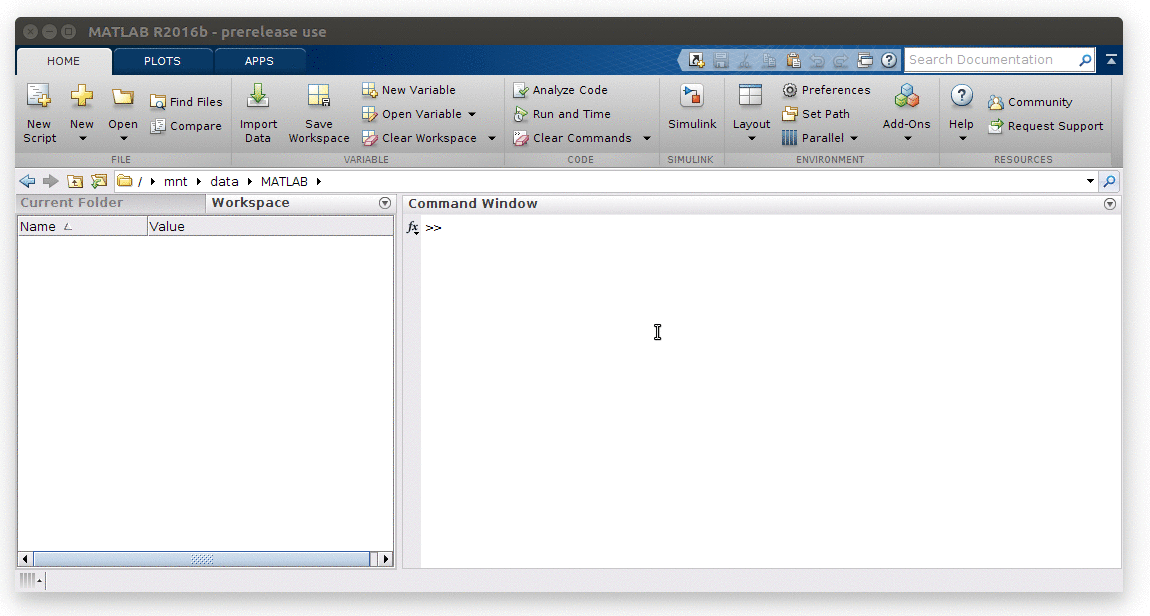 MATLAB R2016b - prerelease use
HOME PLOTS APPS
Search Documentation
New Script
New
Open
Find Files
Compare
FILE
Import Data
Save Workspace
New Variable
Open Variable
Clear Workspace
VARIABLE
Analyze Code
Run and Time
Clear Commands
CODE
Simulink
SIMULINK
Layout
Preferences
Set Path
Parallel
Add-Ons
ENVIRONMENT
Help
Community
Request Support
RESOURCES
/ mnt data MATLAB
Current Folder Workspace
Name Value
Command Window
fx >>